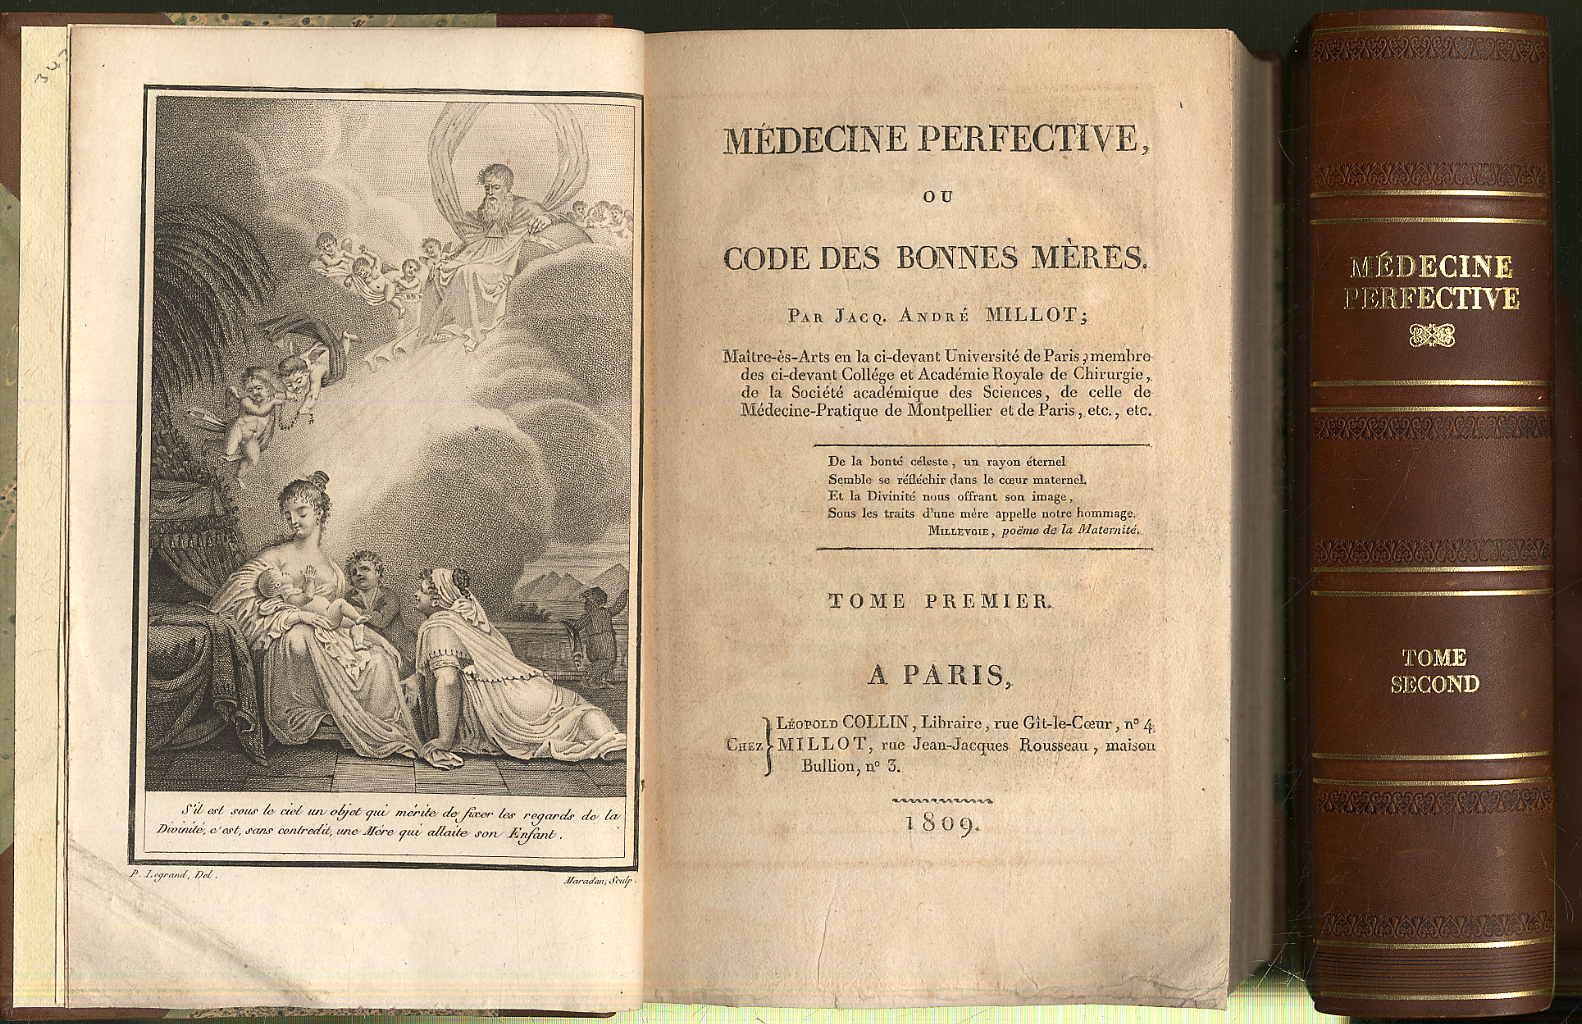 343
S'il est sous le ciel un objet qui mérite de fixer les regards de la
Divinité, c'est, sans contredit, une Mére qui allaite son Enfant.
P. Legrand, Del.
Maradan, Sculp.
MÉDECINE PERFECTIVE,
OU
CODE DES BONNES MÈRES.
PAR JACQ. ANDRÉ MILLOT;
Maître-ès-Arts en la ci-devant Université de Paris, membre
des ci-devant Collége et Académie Royale de Chirurgie,
de la Société académique des Sciences, de celle de
Médecine-Pratique de Montpellier et de Paris, etc., etc.
De la bonté céleste, un rayon éternel
Semble se réfléchir dans le cœur maternel.
Et la Divinité nous offrant son image,
Sous les traits d'une mére appelle notre hommage.
MILLEVOIE, poëme de la Maternité.
TOME PREMIER.
A PARIS,
CHEZ
LÉOPOLD COLLIN, Libraire, rue Gît-le-Cœur, n° 4.
MILLOT, rue Jean-Jacques Rousseau, maison
Bullion, n° 3.
1809.
MÉDECINE
PERFECTIVE
TOME
SECOND